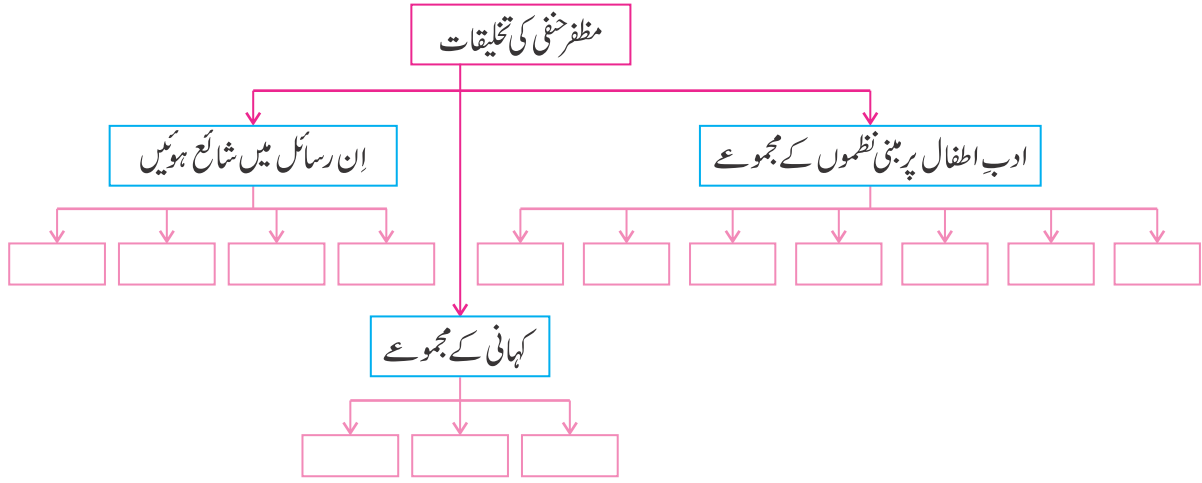 مظفر حنفی کی تخلیقات
ادبِ اطفال پر مبنی نظموں کے مجموعے
اِن رسائل میں شائع ہوئیں
کہانی کے مجموعے